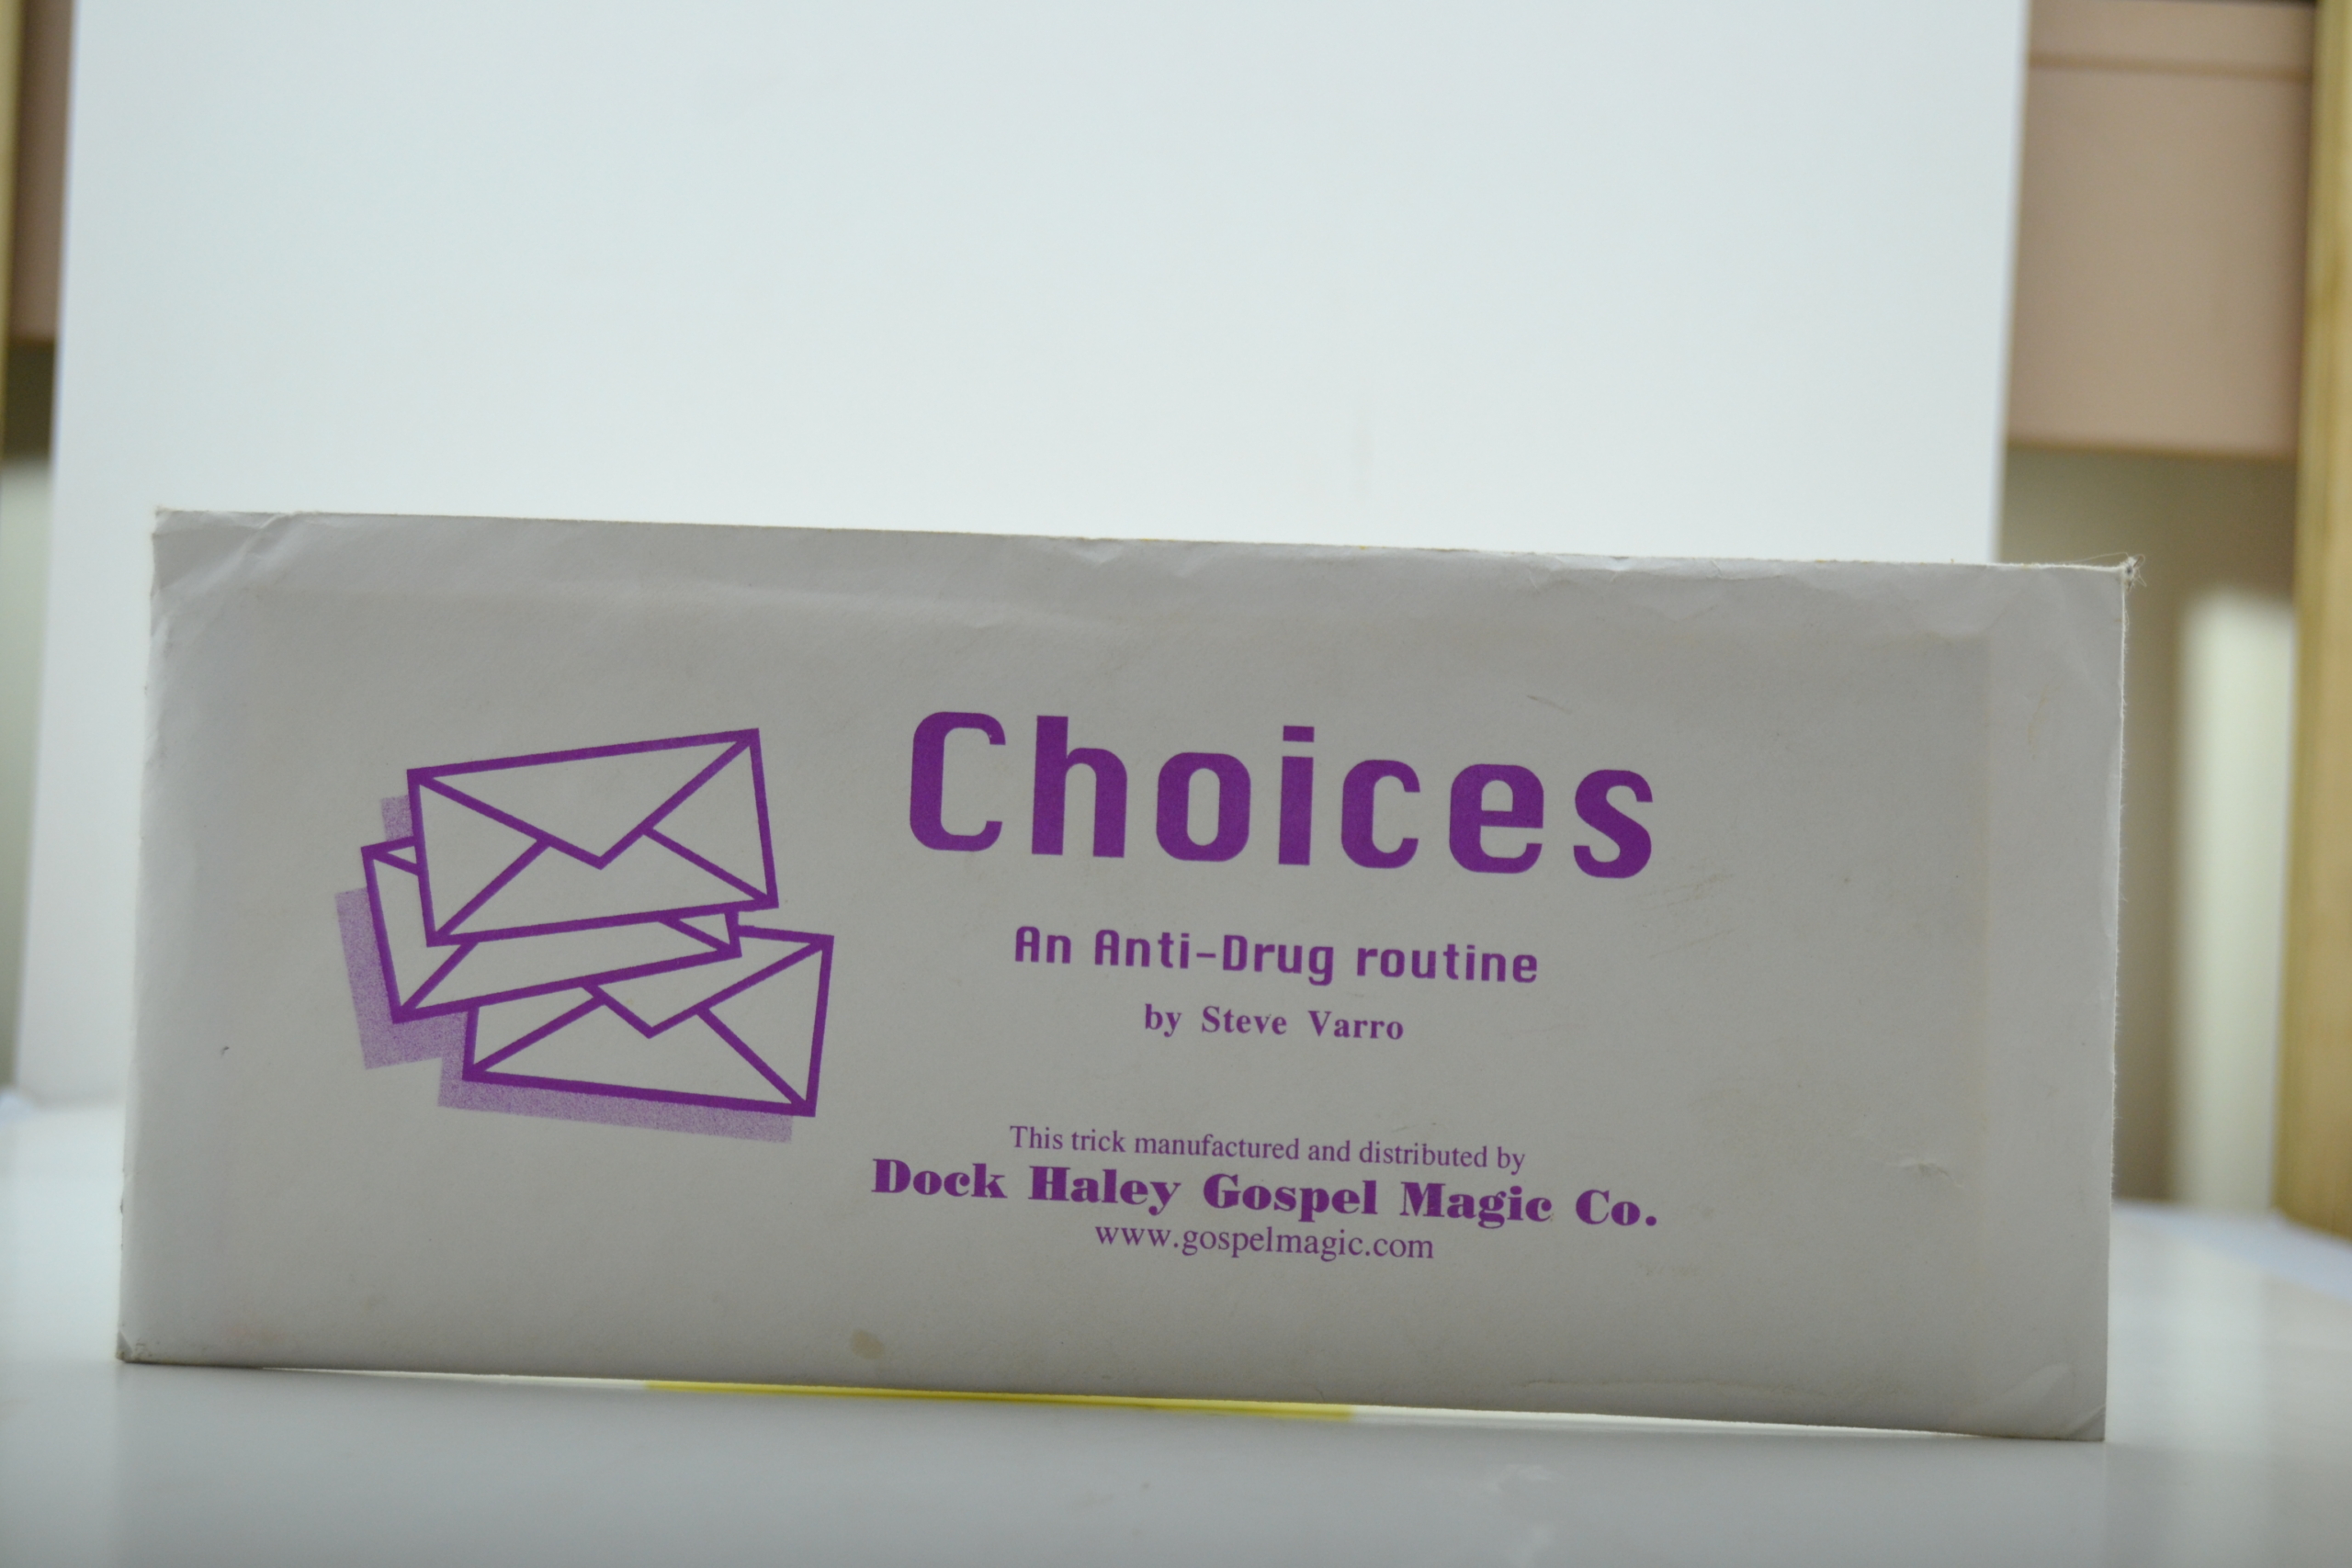 Choices
An Anti-Drug routine
by Steve Varro
This trick manufactured and distributed by
Dock Haley Gospel Magic Co.
www.gospelmagic.com